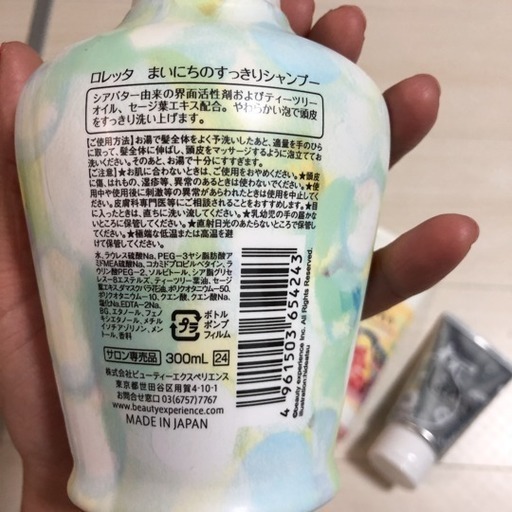 ロレッタ まいにちのすっきりシャンプー
シアバター由来の界面活性剤およびティーツリー
オイル、セージ葉エキス配合。やわらかい泡で頭皮
をすっきり洗い上げます。
【ご使用方法】お湯で髪全体をよく予洗いしたあと、適量を手のひら
に取って、髪全体に伸ばし、頭皮をマッサージするように泡立ててお
洗いください。そのあと、お湯で十分にすすぎます。
【ご注意】★お肌に合わないときは、ご使用をおやめください。★頭皮
に傷、はれもの、湿疹等、異常のあるときは使わないでください。★使
用中や使用後に刺激等の異常があらわれたときは使用を中止してく
ださい。皮膚科専門医等にご相談されることをおすすめします。★目
に入ったときは、直ちに洗い流してください。★乳幼児の手の届かな
いところに保管してください。★直射日光のあたらないところで保管
してください。★極端な低温または高温を避け
て保管してください。
水、ラウレス硫酸Na、PEG-3ヤシ脂肪酸ア
ミドMEA硫酸Na、コカミドプロピルベタイン、ラ
ウリン酸PEG-2、ソルビトール、シア脂グリセ
レス-8エステルズ、ティーツリー葉油、セージ
葉エキス、ダマスクバラ花油、ポリクオタニウム-50、
ポリクオタニウム-10、クエン酸、クエン酸Na、
塩化Na、EDTA-2Na、
BG、エタノール、フェノ
キシエタノール、メチル
イソチアゾリノン、メント
ール、香料
プラ
ボトル
ポンプ
フィルム
サロン専売品 300mL 24
株式会社ビューティーエクスペリエンス
東京都世田谷区用賀4-10-1
お問合せ窓口 03(6757)7767
www.beautyexperience.com
MADE IN JAPAN
4 961503 654243
©beauty experience Inc. All Rights Reserved.